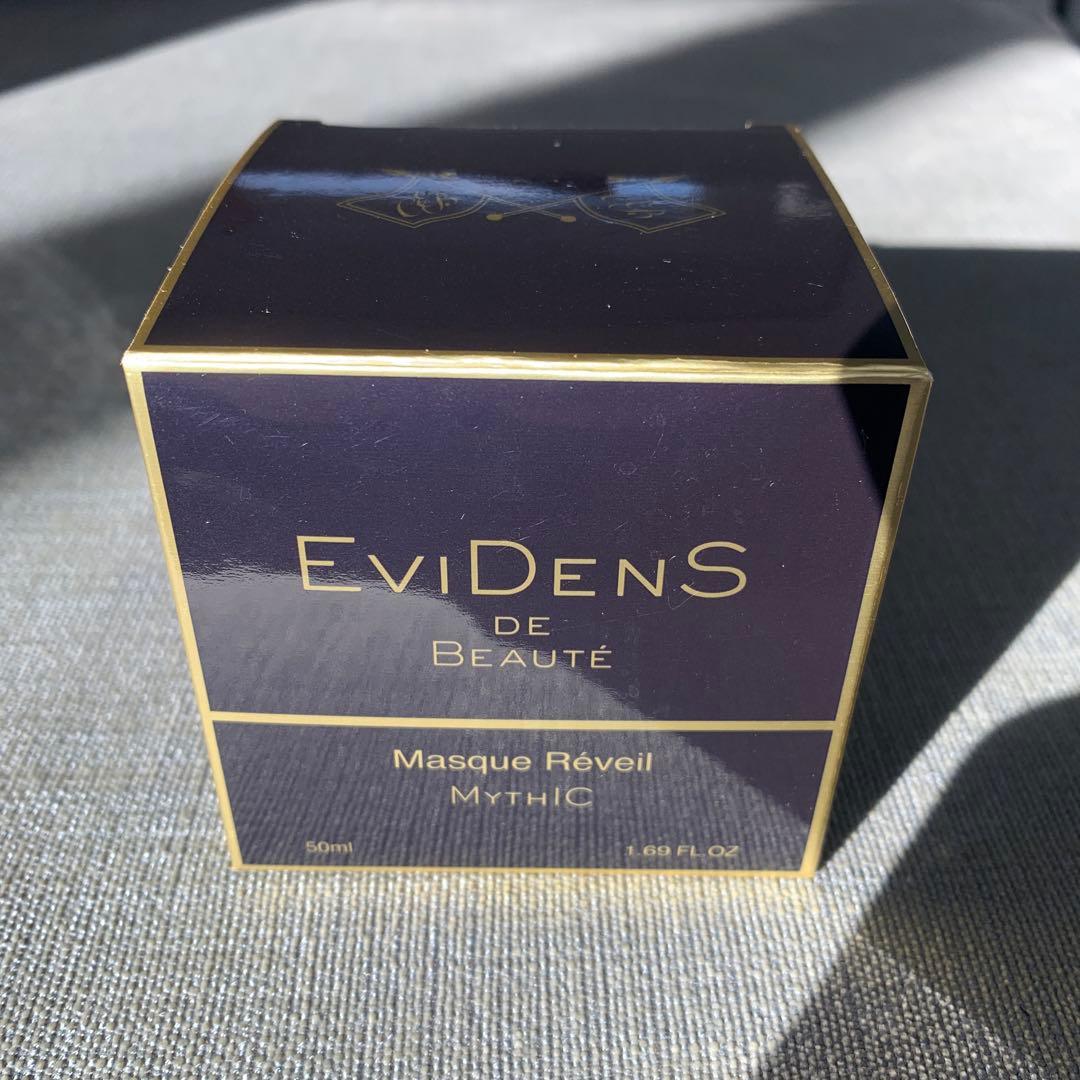 EviDenS
DE
BEAUTÉ
Masque Réveil
MythIC
50ml
1.69 FL.OZ